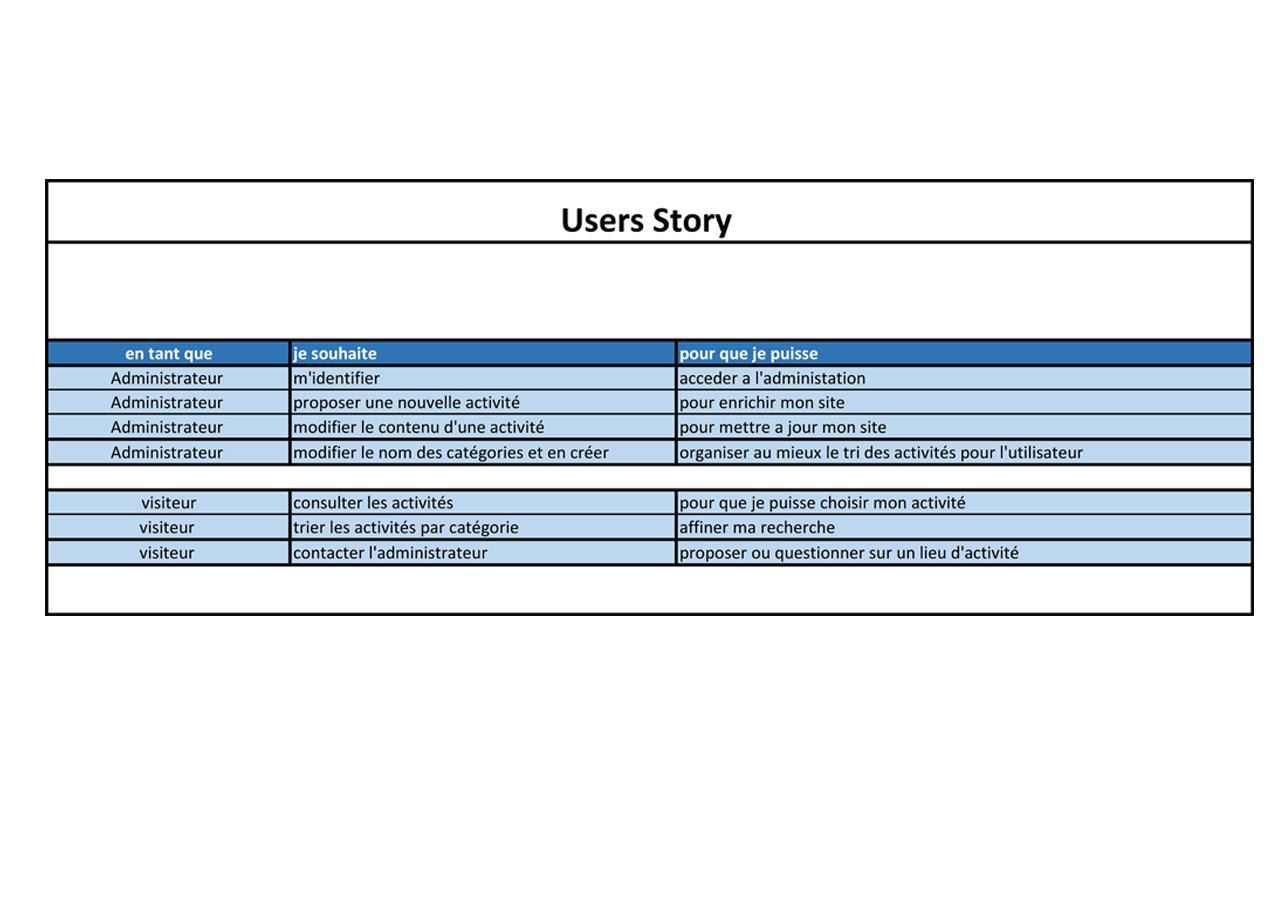 Users Story
en tant que je souhaite pour que je puisse
Administrateur m'identifier acceder a l'administation
Administrateur proposer une nouvelle activité pour enrichir mon site
Administrateur modifier le contenu d'une activité pour mettre a jour mon site
Administrateur modifier le nom des catégories et en créer organiser au mieux le tri des activités pour l'utilisateur
visiteur consulter les activités pour que je puisse choisir mon activité
visiteur trier les activités par catégorie affiner ma recherche
visiteur contacter l'administrateur proposer ou questionner sur un lieu d'activité